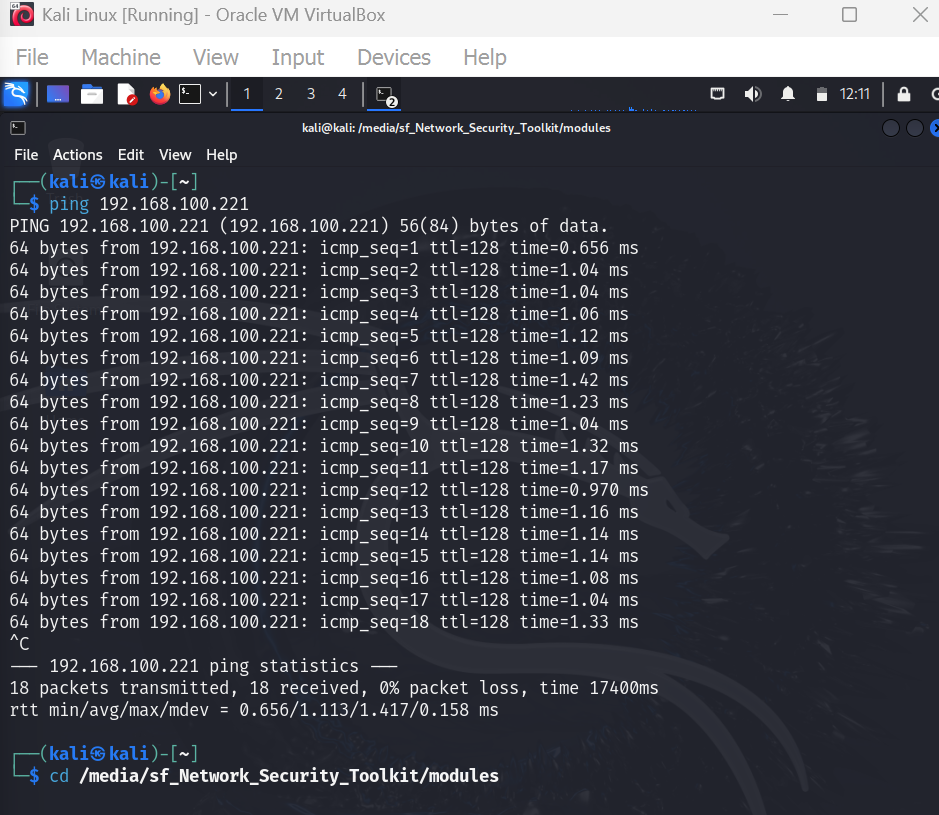 Kali Linux [Running] - Oracle VM VirtualBox
File Machine View Input Devices Help
1 2 3 4 2 12:11
kali@kali: /media/sf_Network_Security_Toolkit/modules
File Actions Edit View Help
┌──(kali㉿kali)-[~]
└─$ ping 192.168.100.221
PING 192.168.100.221 (192.168.100.221) 56(84) bytes of data.
64 bytes from 192.168.100.221: icmp_seq=1 ttl=128 time=0.656 ms
64 bytes from 192.168.100.221: icmp_seq=2 ttl=128 time=1.04 ms
64 bytes from 192.168.100.221: icmp_seq=3 ttl=128 time=1.04 ms
64 bytes from 192.168.100.221: icmp_seq=4 ttl=128 time=1.06 ms
64 bytes from 192.168.100.221: icmp_seq=5 ttl=128 time=1.12 ms
64 bytes from 192.168.100.221: icmp_seq=6 ttl=128 time=1.09 ms
64 bytes from 192.168.100.221: icmp_seq=7 ttl=128 time=1.42 ms
64 bytes from 192.168.100.221: icmp_seq=8 ttl=128 time=1.23 ms
64 bytes from 192.168.100.221: icmp_seq=9 ttl=128 time=1.04 ms
64 bytes from 192.168.100.221: icmp_seq=10 ttl=128 time=1.32 ms
64 bytes from 192.168.100.221: icmp_seq=11 ttl=128 time=1.17 ms
64 bytes from 192.168.100.221: icmp_seq=12 ttl=128 time=0.970 ms
64 bytes from 192.168.100.221: icmp_seq=13 ttl=128 time=1.16 ms
64 bytes from 192.168.100.221: icmp_seq=14 ttl=128 time=1.14 ms
64 bytes from 192.168.100.221: icmp_seq=15 ttl=128 time=1.14 ms
64 bytes from 192.168.100.221: icmp_seq=16 ttl=128 time=1.08 ms
64 bytes from 192.168.100.221: icmp_seq=17 ttl=128 time=1.04 ms
64 bytes from 192.168.100.221: icmp_seq=18 ttl=128 time=1.33 ms
^C
--- 192.168.100.221 ping statistics ---
18 packets transmitted, 18 received, 0% packet loss, time 17400ms
rtt min/avg/max/mdev = 0.656/1.113/1.417/0.158 ms
┌──(kali㉿kali)-[~]
└─$ cd /media/sf_Network_Security_Toolkit/modules